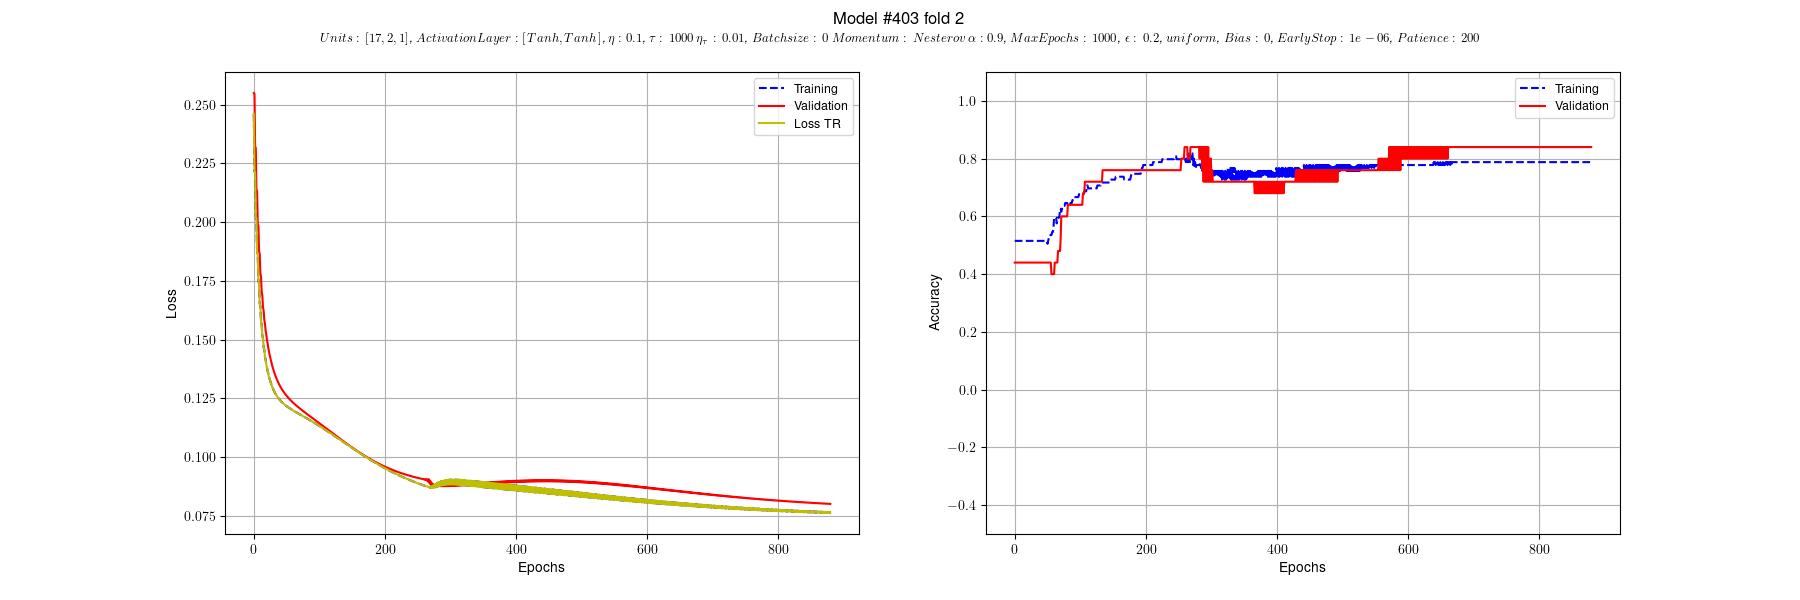 Model #403 fold 2
Units : [17, 2, 1], ActivationLayer : [Tanh, Tanh], η : 0.1, τ : 1000 η_τ : 0.01, Batchsize : 0 Momentum : Nesterov α : 0.9, MaxEpochs : 1000, ϵ : 0.2, uniform, Bias : 0, EarlyStop : 1e − 06, Patience : 200
Training
Validation
Loss TR
0.250
0.225
0.200
0.175
0.150
0.125
0.100
0.075
Loss
0 200 400 600 800
Epochs
Training
Validation
1.0
0.8
0.6
0.4
0.2
0.0
−0.2
−0.4
Accuracy
0 200 400 600 800
Epochs